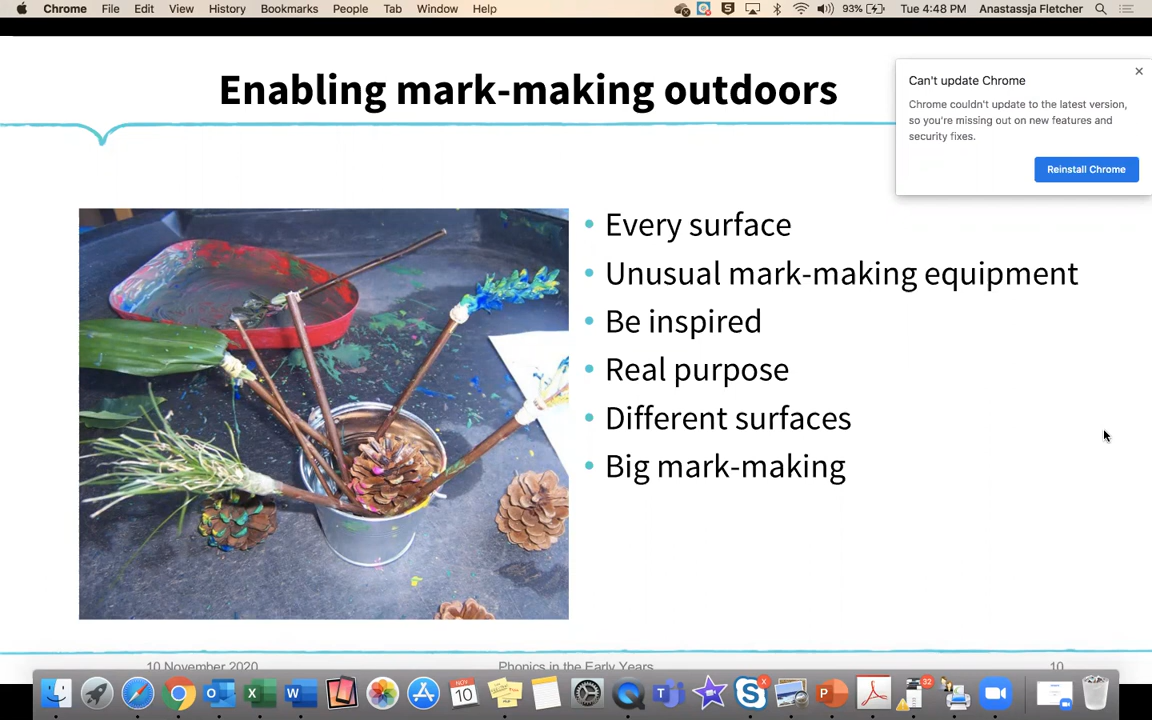 Chrome File Edit View History Bookmarks People Tab Window Help 93% Tue 4:48 PM Anastassja Fletcher
Enabling mark-making outdoors
Can't update Chrome
Chrome couldn't update to the latest version,
so you're missing out on new features and
security fixes.
Reinstall Chrome
• Every surface
• Unusual mark-making equipment
• Be inspired
• Real purpose
• Different surfaces
• Big mark-making
10 November 2020 Phonics in the Early Years 10
NOV
10
32